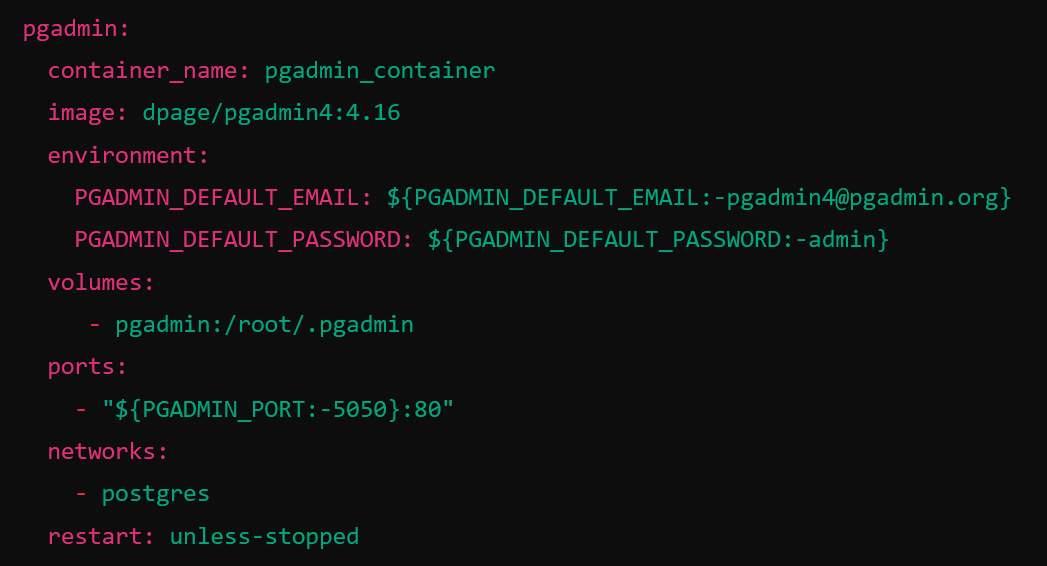 pgadmin:
  container_name: pgadmin_container
  image: dpage/pgadmin4:4.16
  environment:
    PGADMIN_DEFAULT_EMAIL: ${PGADMIN_DEFAULT_EMAIL:-pgadmin4@pgadmin.org}
    PGADMIN_DEFAULT_PASSWORD: ${PGADMIN_DEFAULT_PASSWORD:-admin}
  volumes:
     - pgadmin:/root/.pgadmin
  ports:
    - "${PGADMIN_PORT:-5050}:80"
  networks:
    - postgres
  restart: unless-stopped